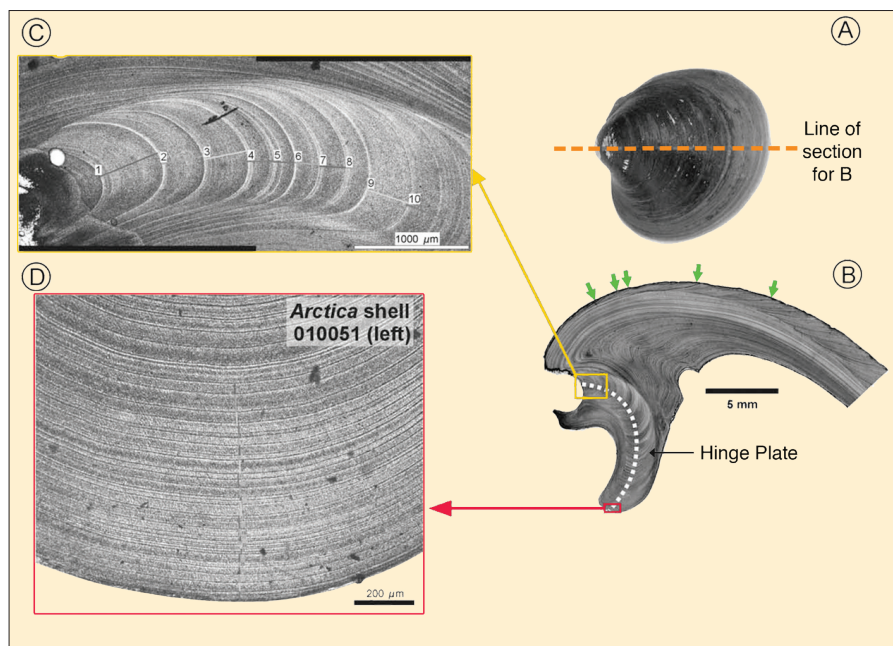 C
A
1
2
3
4
5
6
7
8
9
10
1000 µm
Line of
section
for B
D
Arctica shell
010051 (left)
200 µm
B
5 mm
Hinge Plate